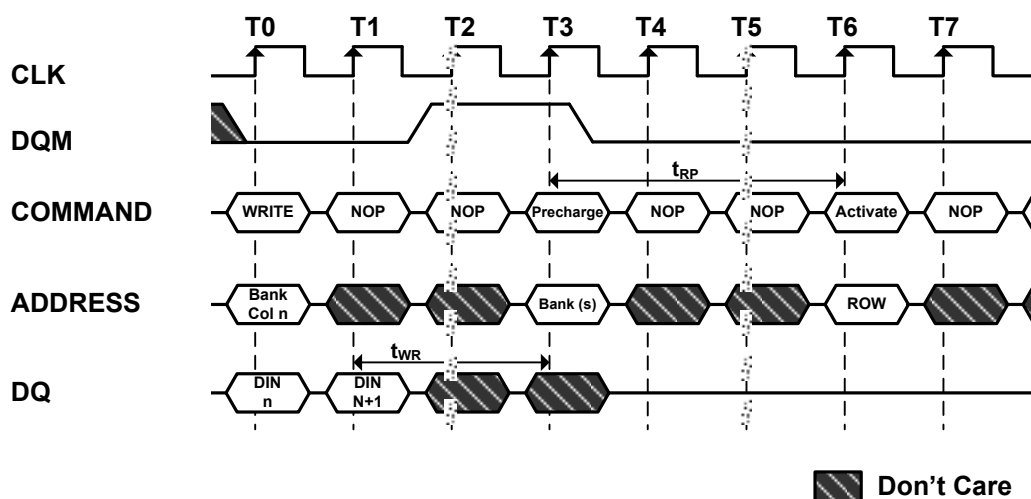 T0 T1 T2 T3 T4 T5 T6 T7
CLK
DQM
tRP
COMMAND WRITE NOP NOP Precharge NOP NOP Activate NOP
ADDRESS Bank Col n Bank (s) ROW
tWR
DQ DIN n DIN N+1
Don't Care